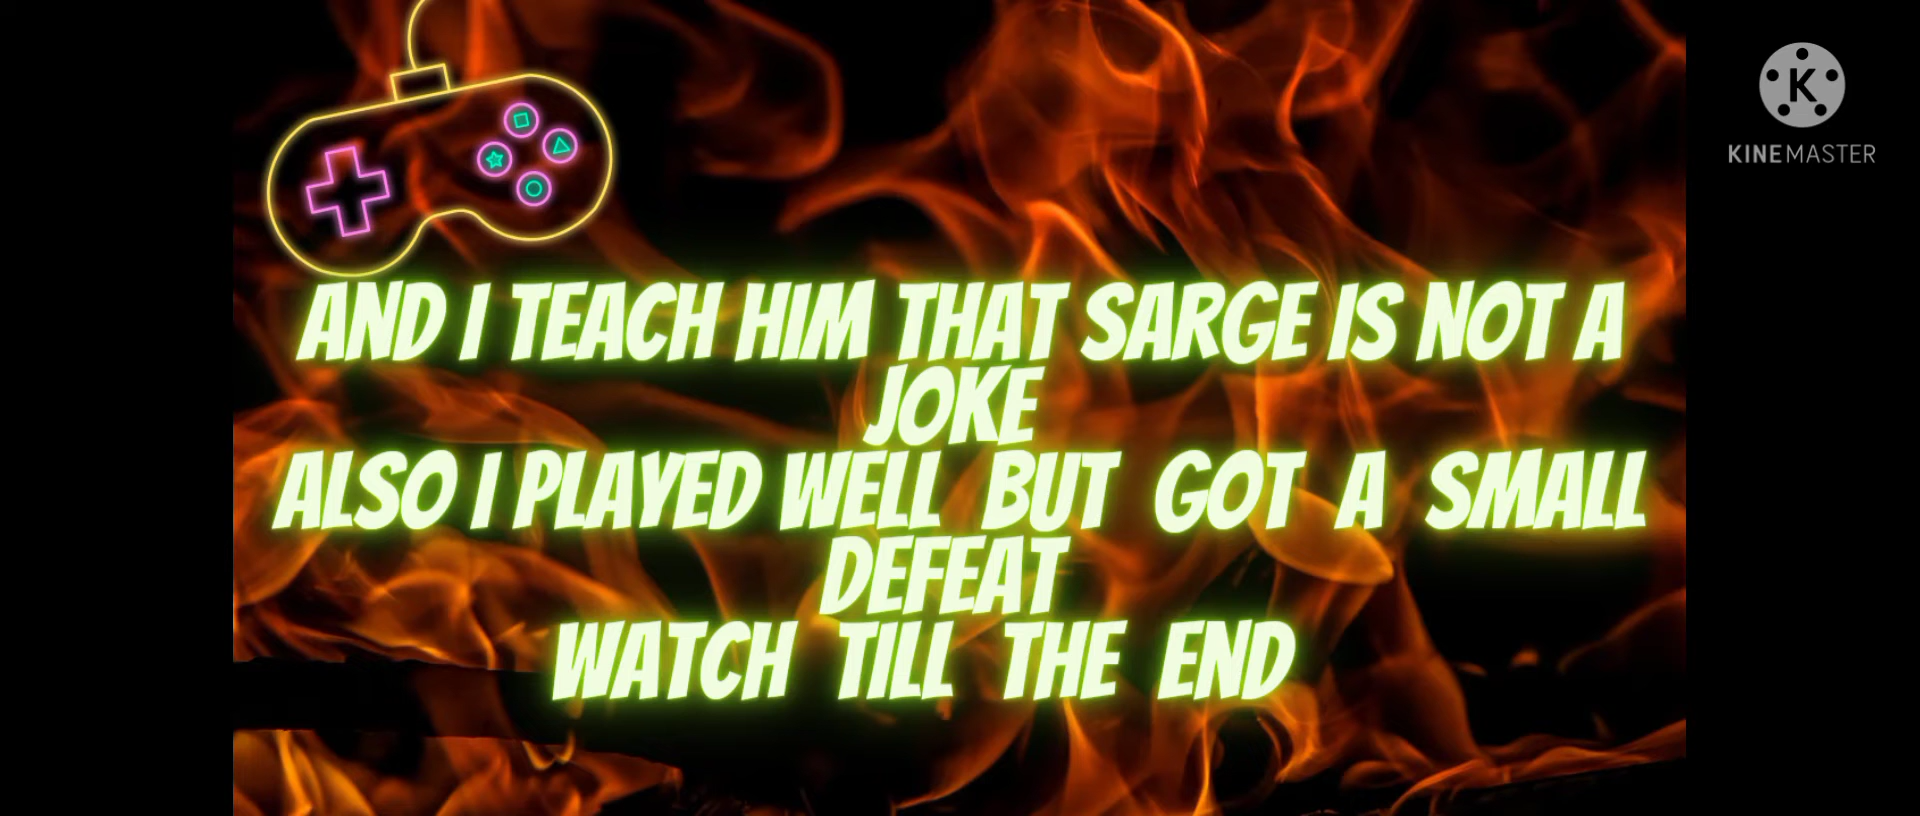 AND I TEACH HIM THAT SARGE IS NOT A
JOKE
ALSO I PLAYED WELL BUT GOT A SMALL
DEFEAT
WATCH TILL THE END
K
KINEMASTER